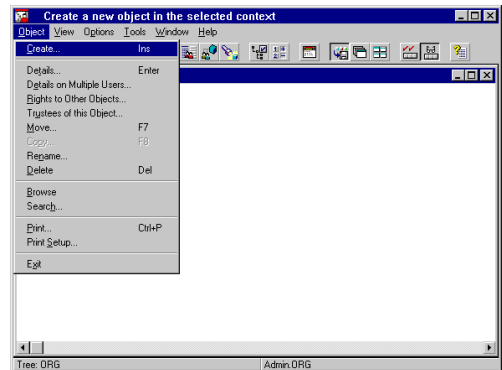 Create a new object in the selected context
Object View Options Tools Window Help
Create... Ins
Details... Enter
Details on Multiple Users...
Rights to Other Objects...
Trustees of this Object...
Move... F7
Copy... F8
Rename...
Delete Del
Browse
Search...
Print... Ctrl+P
Print Setup...
Exit
Tree: ORG Admin.ORG